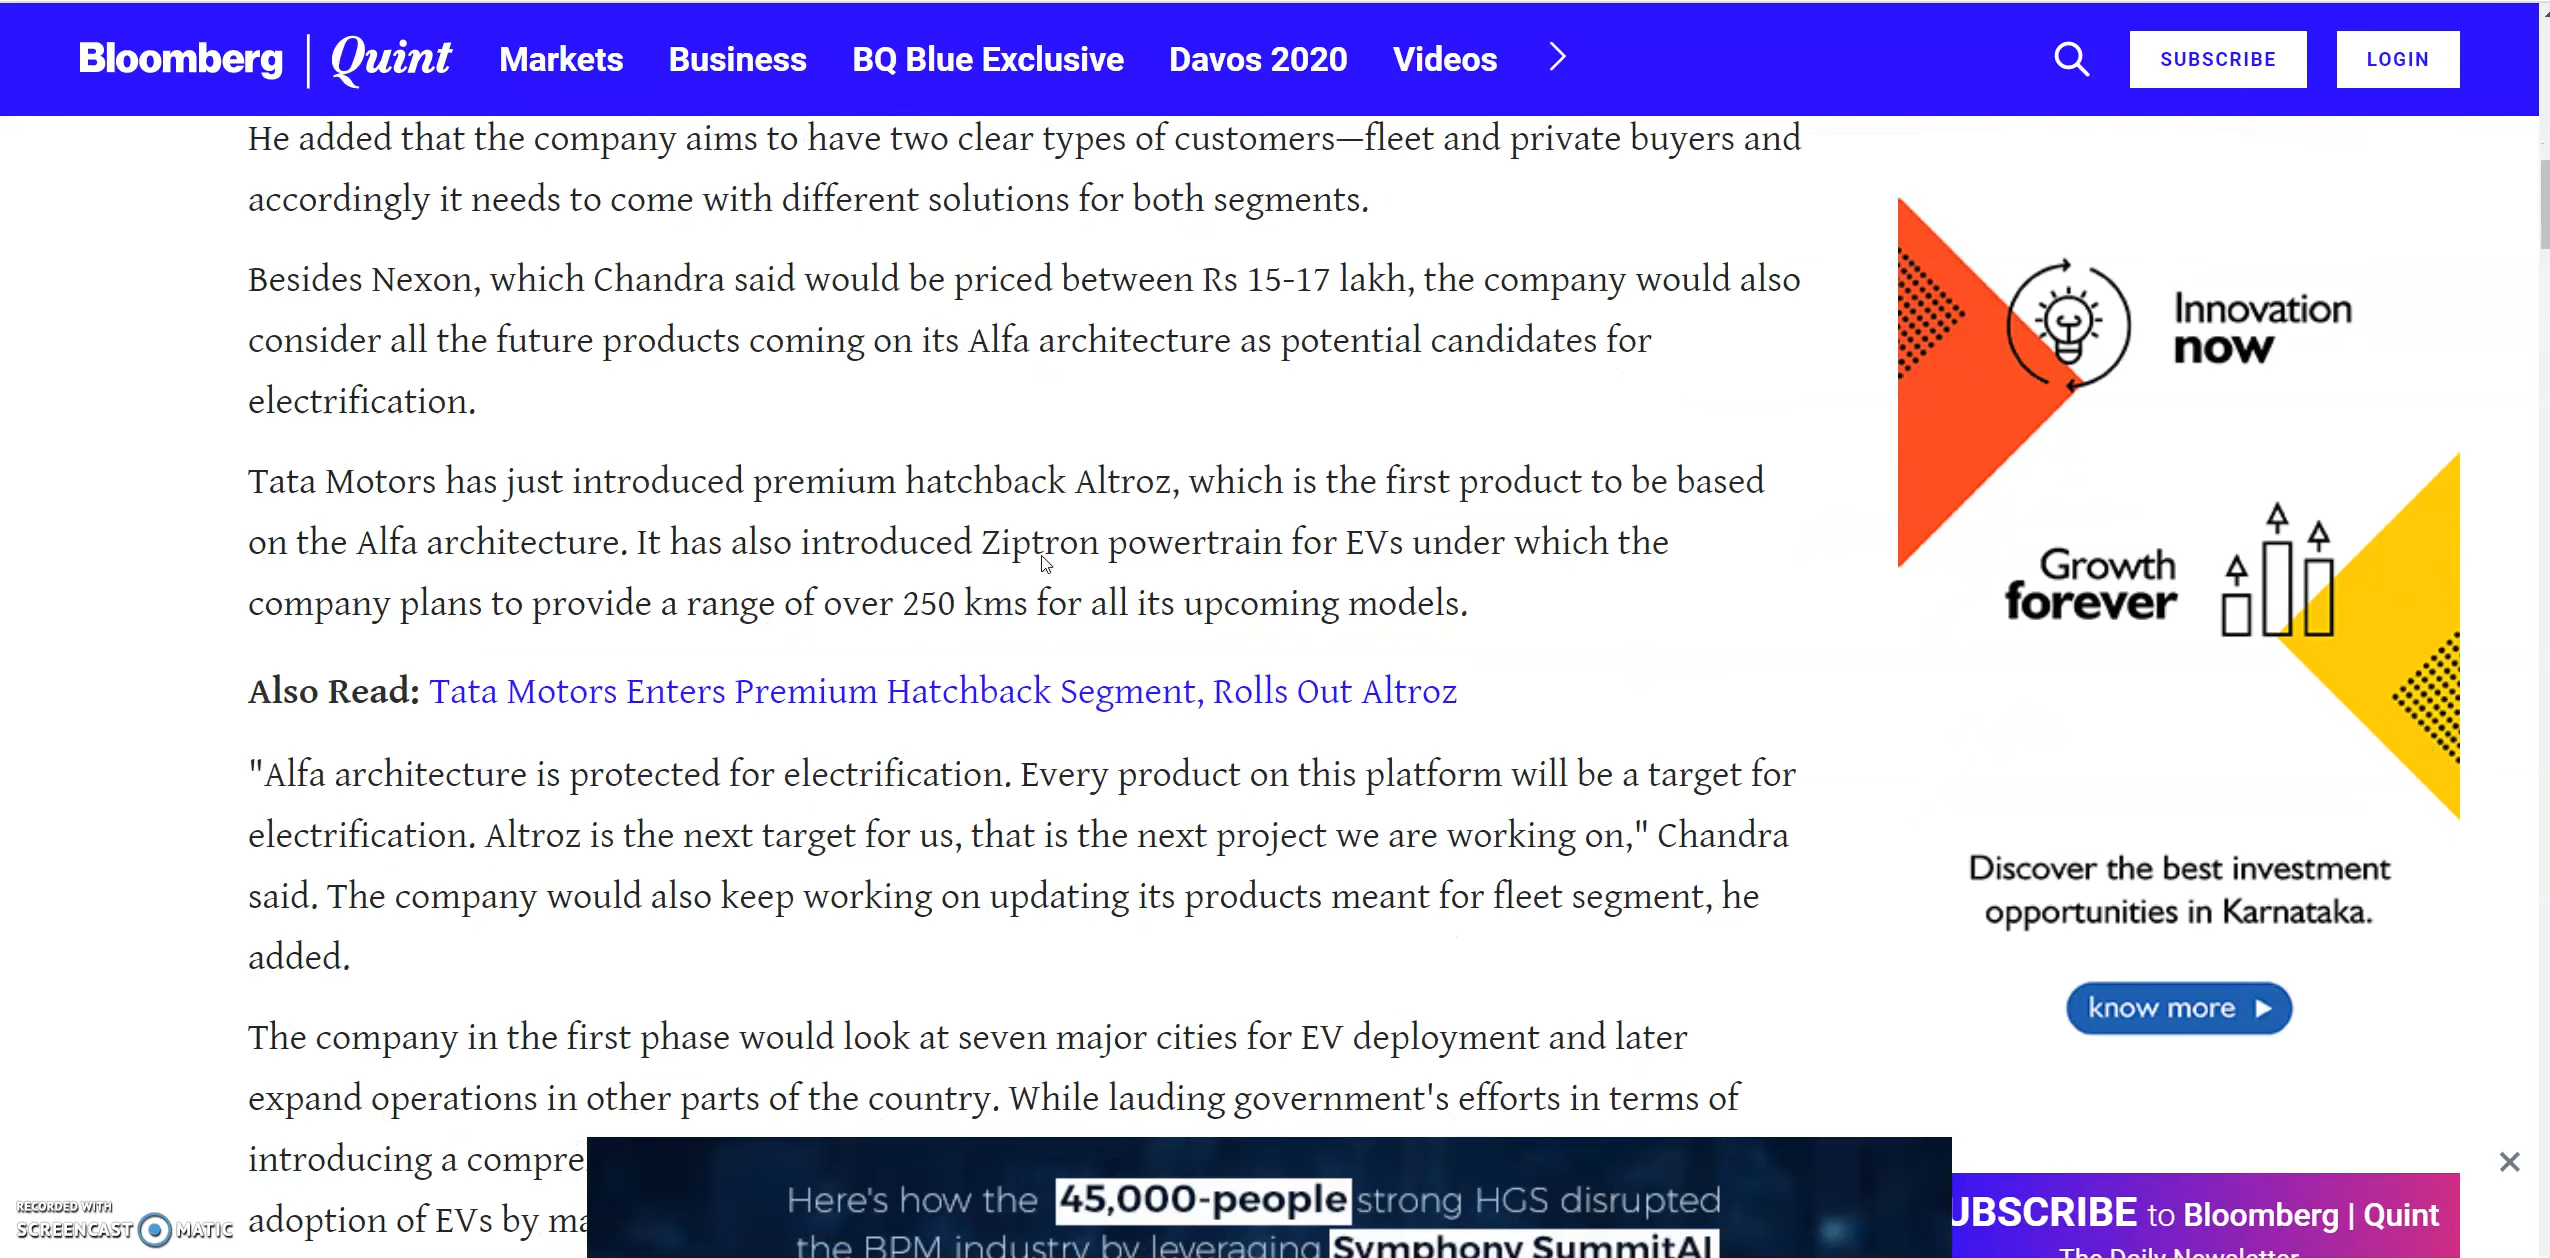 Bloomberg | Quint Markets Business BQ Blue Exclusive Davos 2020 Videos SUBSCRIBE LOGIN
He added that the company aims to have two clear types of customers—fleet and private buyers and
accordingly it needs to come with different solutions for both segments.
Besides Nexon, which Chandra said would be priced between Rs 15-17 lakh, the company would also
consider all the future products coming on its Alfa architecture as potential candidates for
electrification.
Tata Motors has just introduced premium hatchback Altroz, which is the first product to be based
on the Alfa architecture. It has also introduced Ziptron powertrain for EVs under which the
company plans to provide a range of over 250 kms for all its upcoming models.
Also Read: Tata Motors Enters Premium Hatchback Segment, Rolls Out Altroz
"Alfa architecture is protected for electrification. Every product on this platform will be a target for
electrification. Altroz is the next target for us, that is the next project we are working on," Chandra
said. The company would also keep working on updating its products meant for fleet segment, he
added.
The company in the first phase would look at seven major cities for EV deployment and later
expand operations in other parts of the country. While lauding government's efforts in terms of
introducing a compre
adoption of EVs by ma
Innovation
now
Growth
forever
Discover the best investment
opportunities in Karnataka.
know more
Here's how the 45,000-people strong HGS disrupted
the BPM industry by leveraging Symphony SummitAI
UBSCRIBE to Bloomberg | Quint
The Daily Newsletter
RECORDED WITH
SCREENCAST MATIC